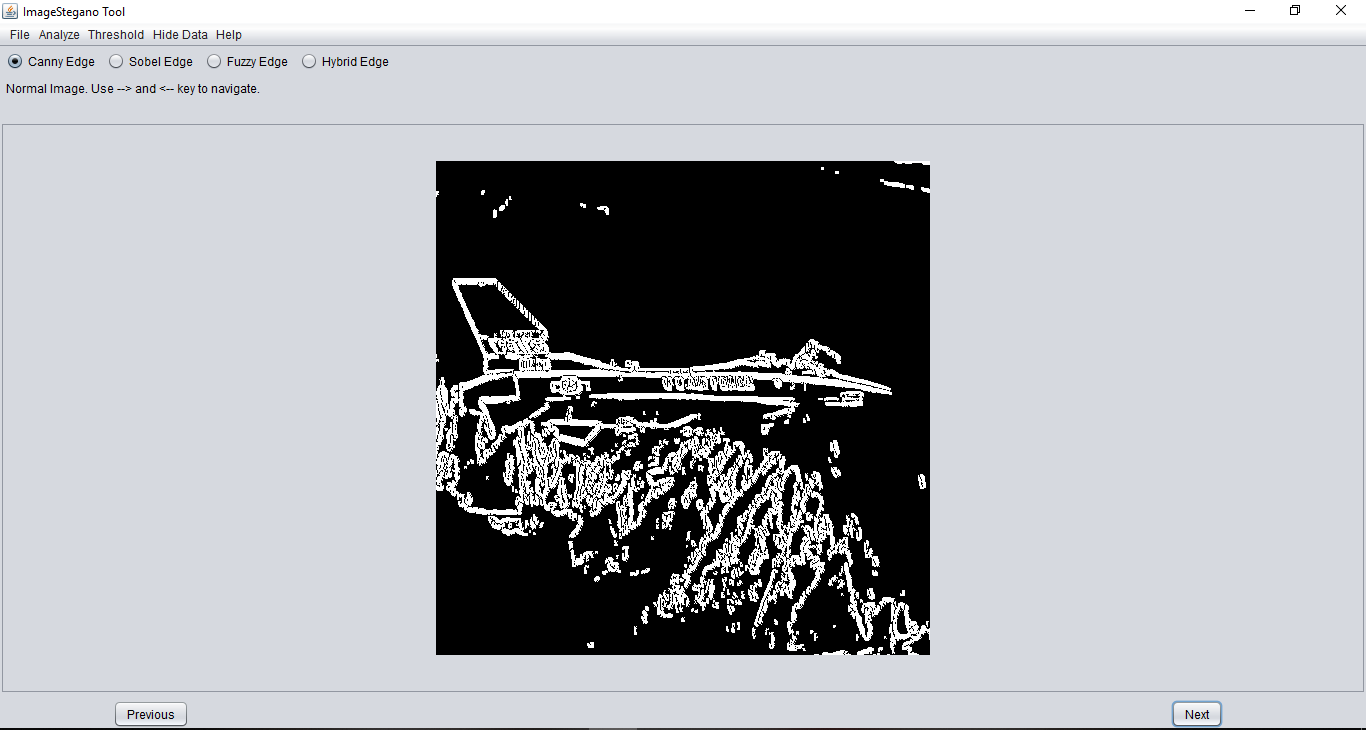 ImageStegano Tool
File Analyze Threshold Hide Data Help
Canny Edge Sobel Edge Fuzzy Edge Hybrid Edge
Normal Image. Use --> and <-- key to navigate.
Previous Next